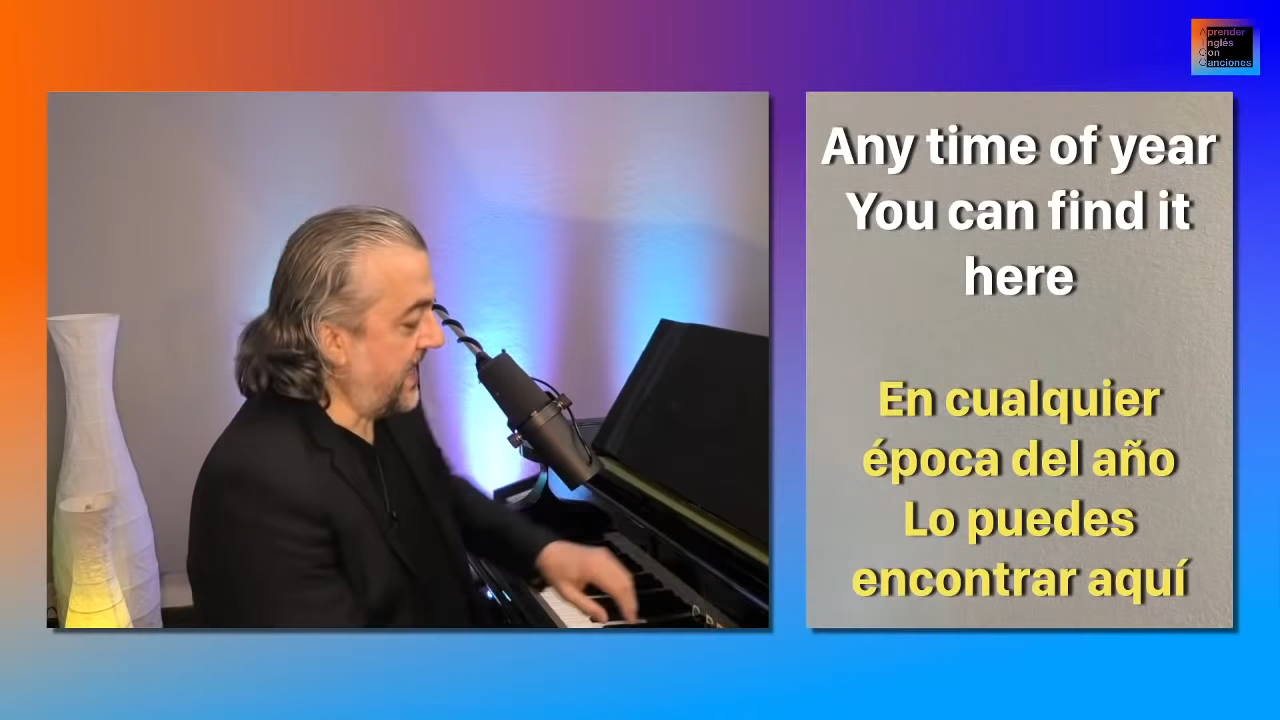 Aprender
Inglés
Con
Canciones
Any time of year
You can find it
here
En cualquier
época del año
Lo puedes
encontrar aquí